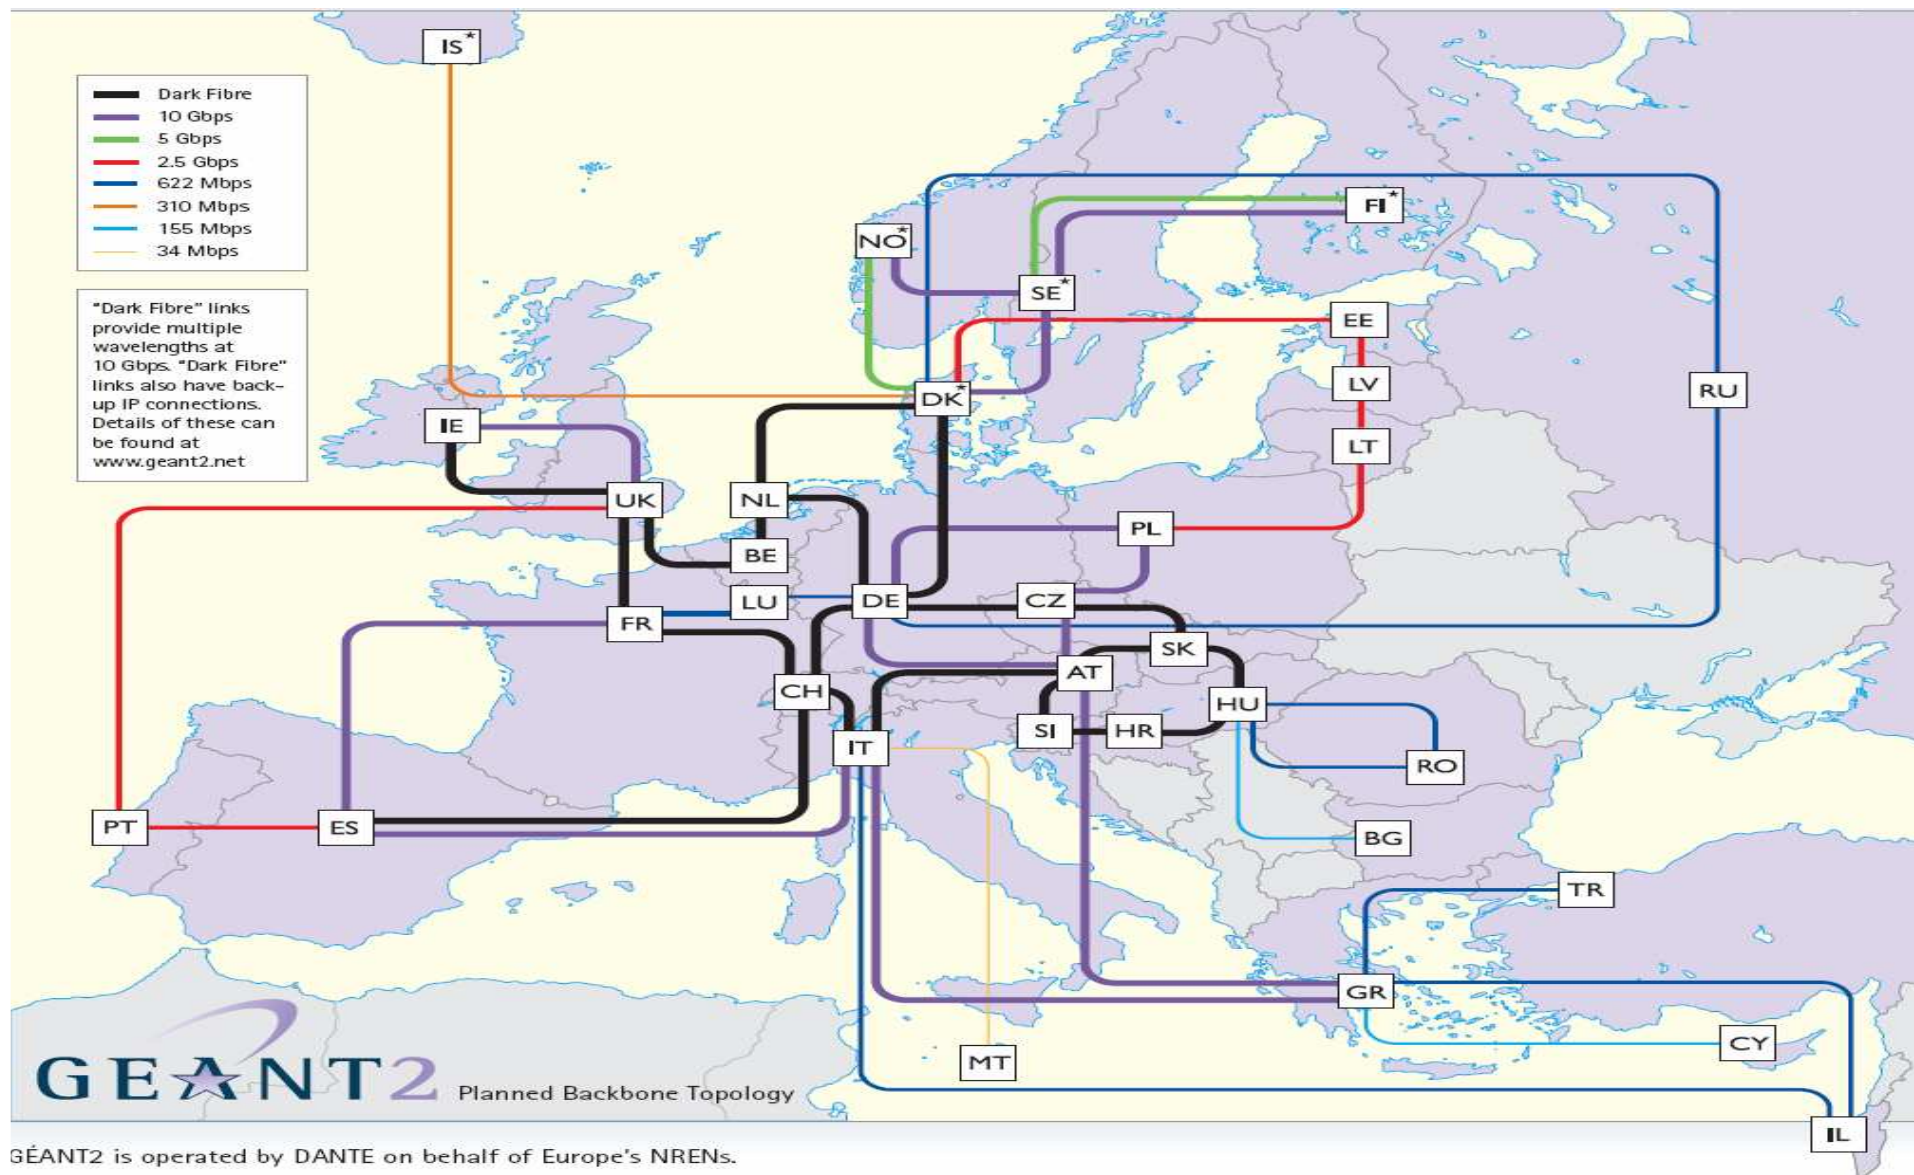 IS*
Dark Fibre
10 Gbps
5 Gbps
2.5 Gbps
622 Mbps
310 Mbps
155 Mbps
34 Mbps
"Dark Fibre" links
provide multiple
wavelengths at
10 Gbps. "Dark Fibre"
links also have back-
up IP connections.
Details of these can
be found at
www.geant2.net
FI*
NO*
SE*
EE
LV
RU
DK*
IE
LT
UK
NL
PL
BE
LU
DE
CZ
FR
SK
AT
CH
HU
SI
HR
IT
RO
PT
ES
BG
TR
GR
CY
MT
GEANT2 Planned Backbone Topology
IL
GÉANT2 is operated by DANTE on behalf of Europe's NRENs.